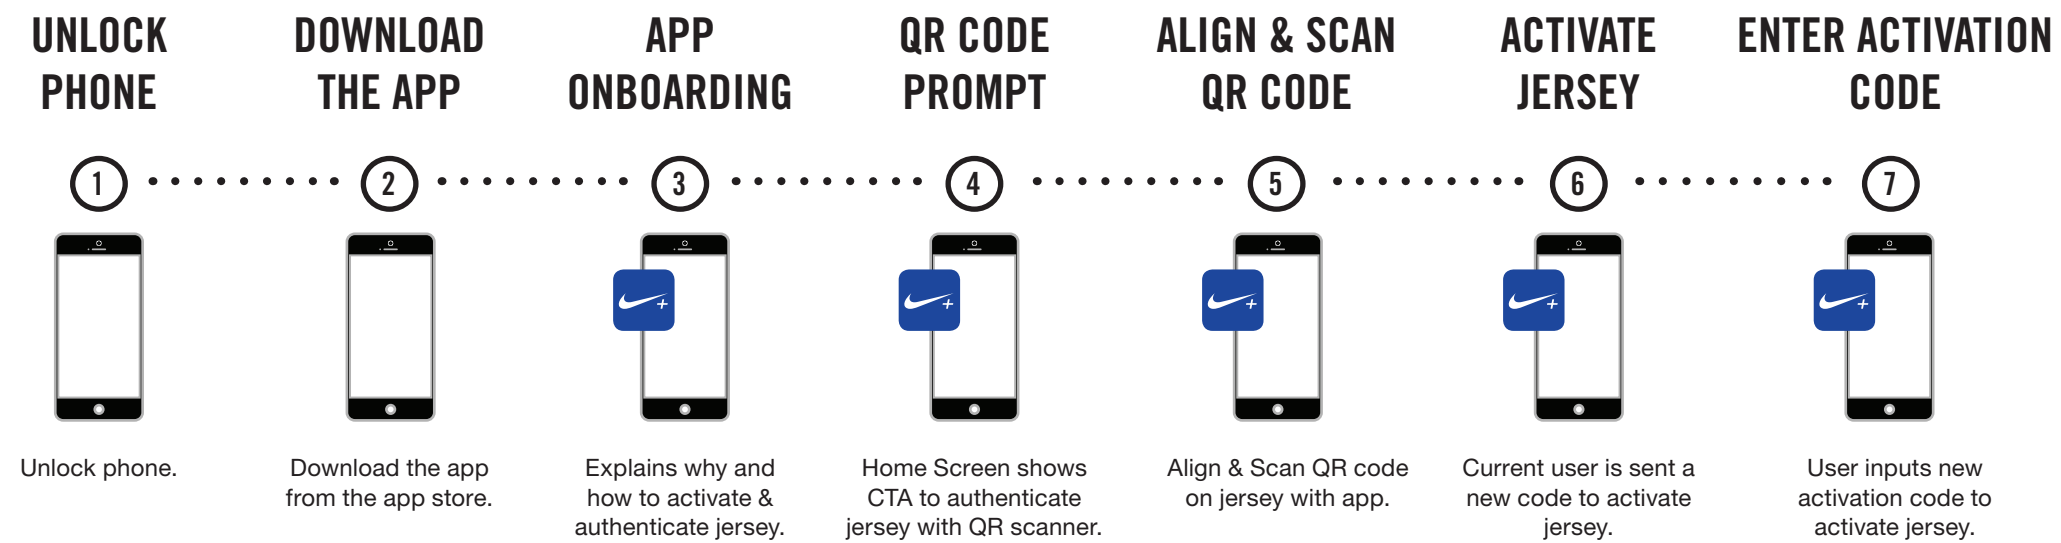 UNLOCK
PHONE
DOWNLOAD
THE APP
APP
ONBOARDING
QR CODE
PROMPT
ALIGN & SCAN
QR CODE
ACTIVATE
JERSEY
ENTER ACTIVATION
CODE
1
2
3
4
5
6
7
Unlock phone.
Download the app
from the app store.
Explains why and
how to activate &
authenticate jersey.
Home Screen shows
CTA to authenticate
jersey with QR scanner.
Align & Scan QR code
on jersey with app.
Current user is sent a
new code to activate
jersey.
User inputs new
activation code to
activate jersey.